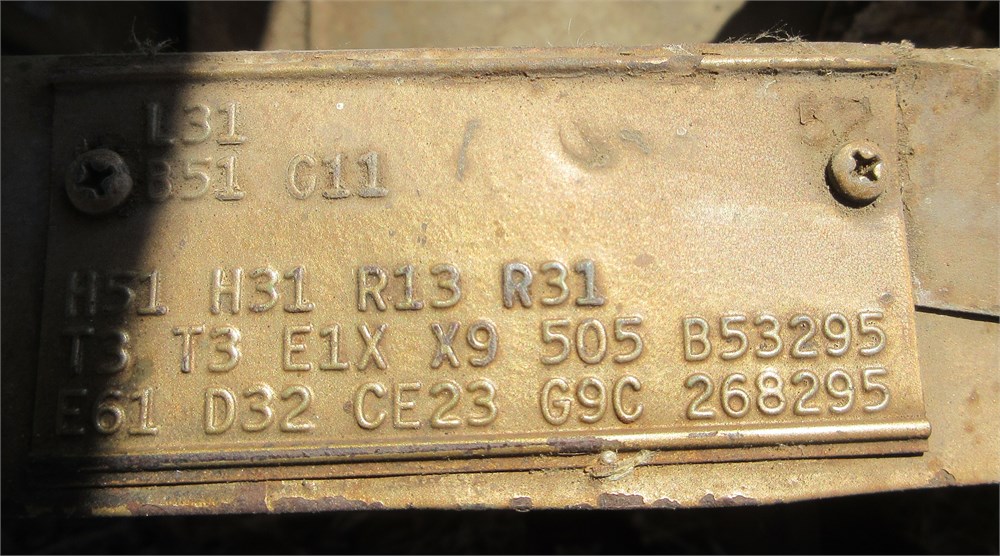 L31
B51 C11
H51 H31 R13 R31
T3 T3 E1X X9 505 B53295
E61 D32 CE23 G9C 268295